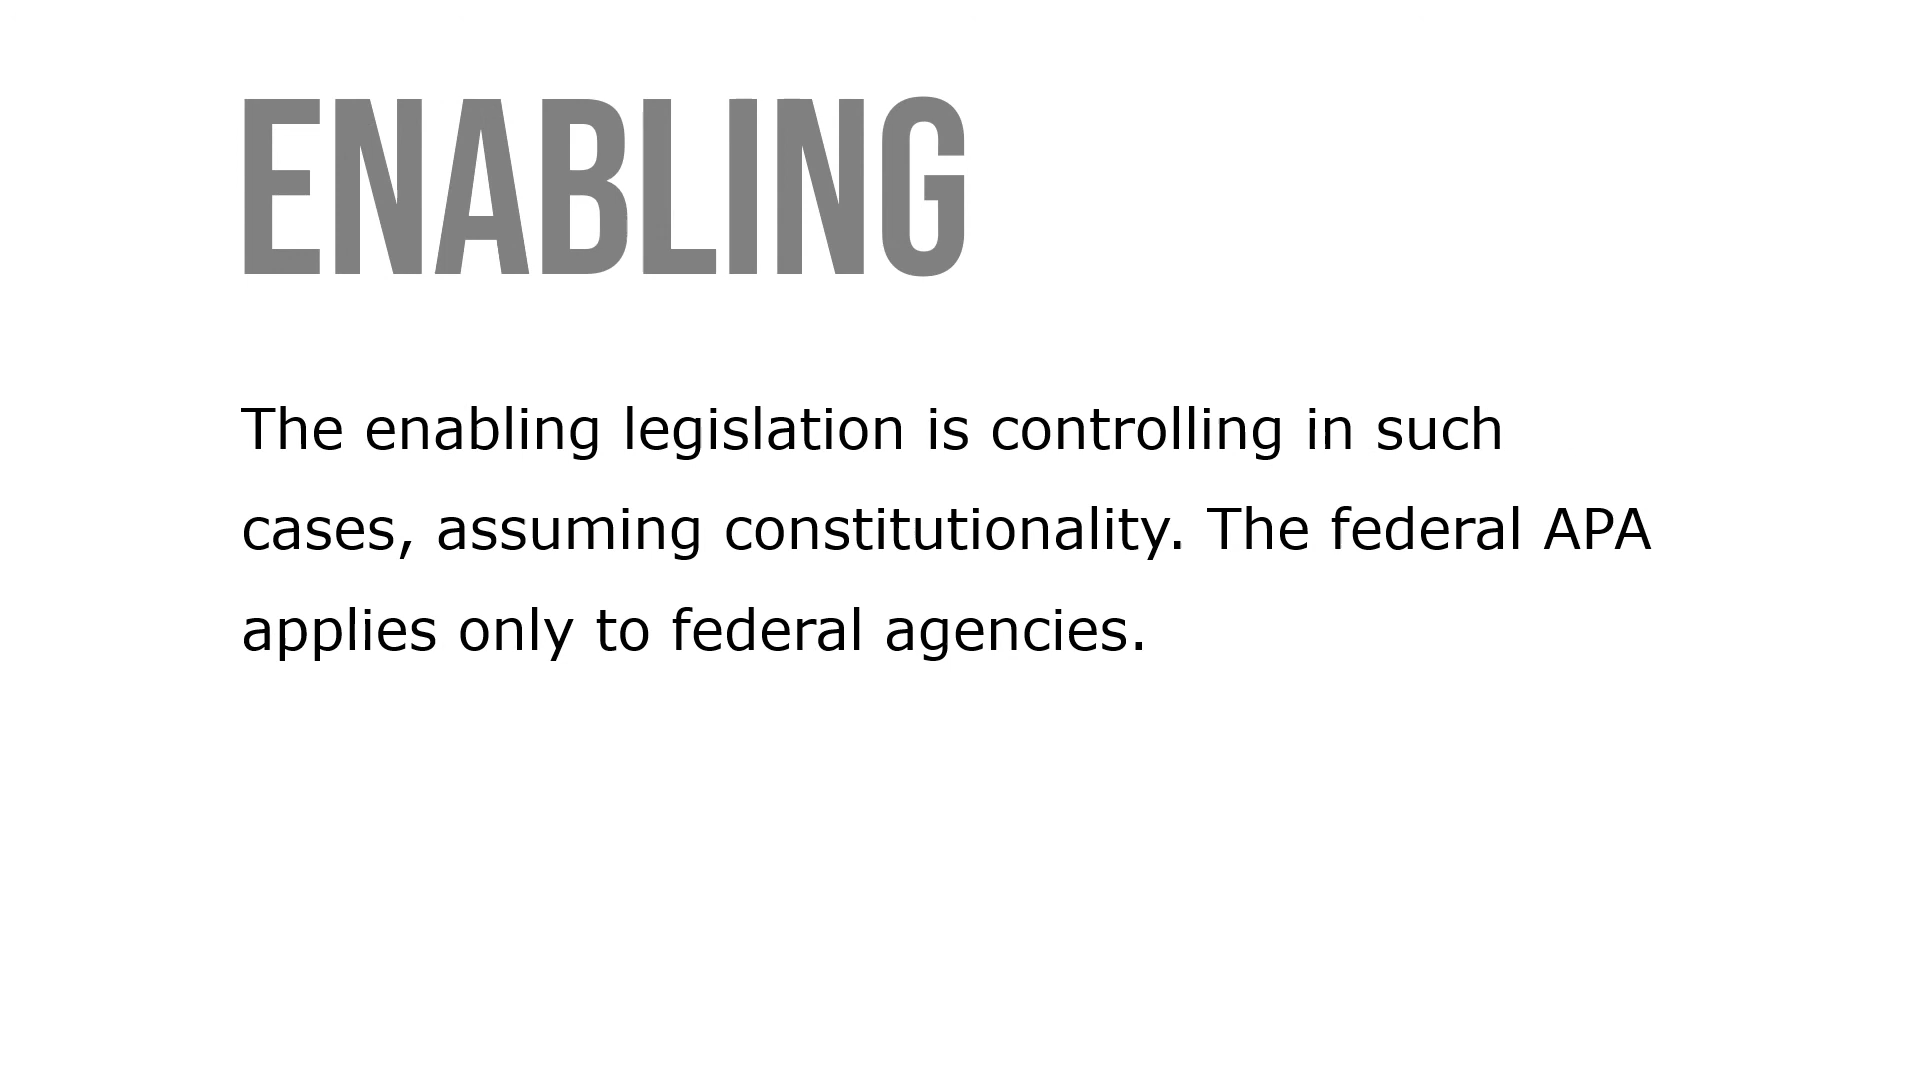 ENABLING
The enabling legislation is controlling in such
cases, assuming constitutionality. The federal APA
applies only to federal agencies.